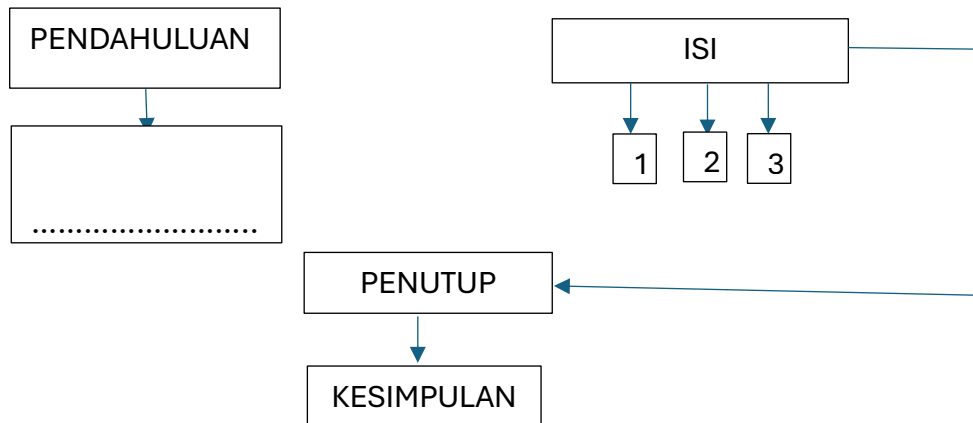 PENDAHULUAN
ISI
1
2
3
..............................
PENUTUP
KESIMPULAN